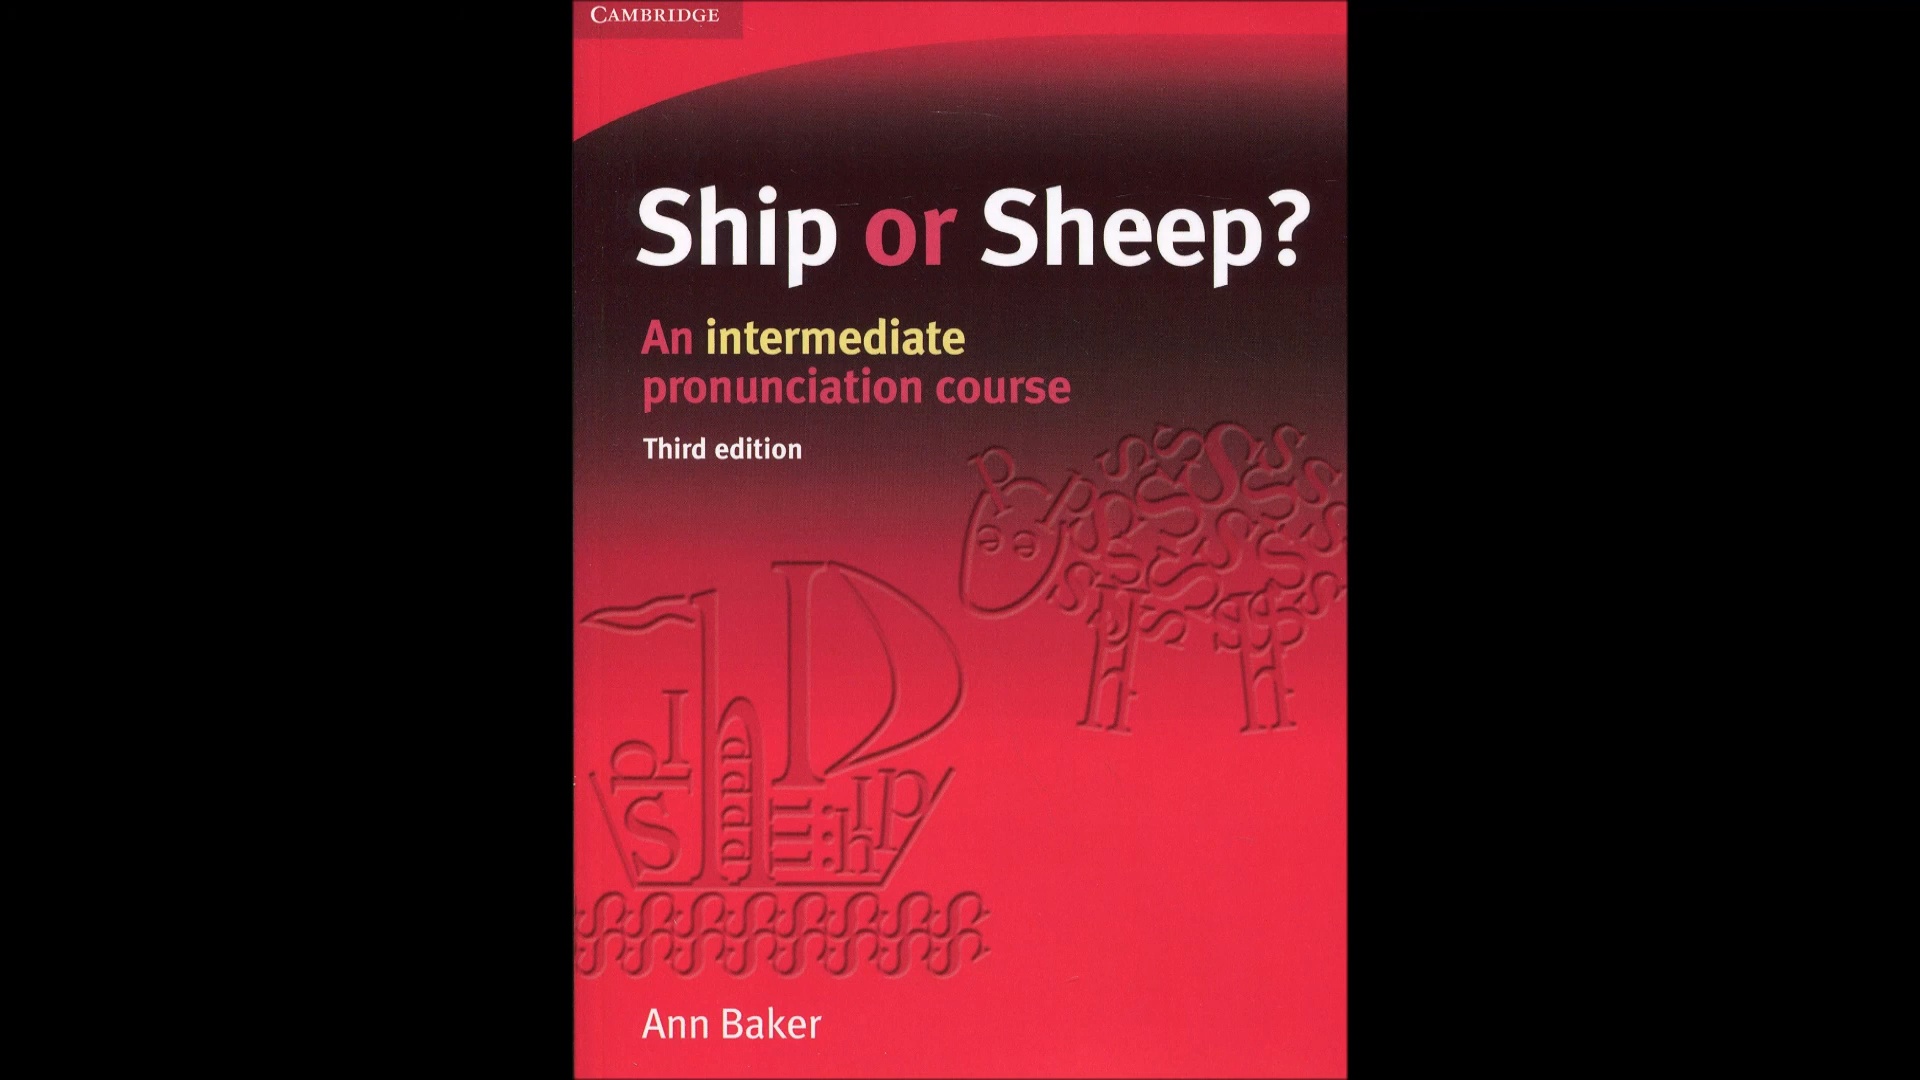 CAMBRIDGE
Ship or Sheep?
An intermediate
pronunciation course
Third edition
Ann Baker